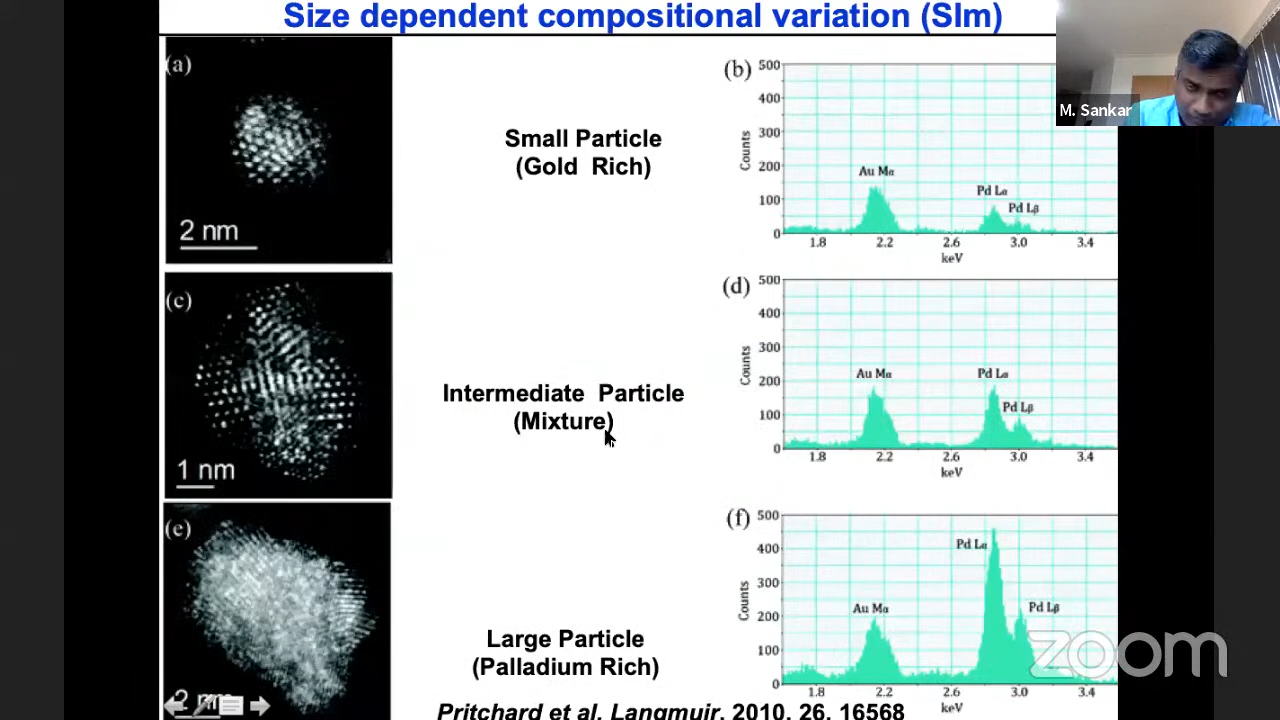 Size dependent compositional variation (SIm)
M. Sankar
(a)
2 nm
Small Particle
(Gold Rich)
(b)
500
400
300
200
100
0
Counts
Au Mα
Pd Lα
Pd Lβ
1.8 2.2 2.6 3.0 3.4
keV
(c)
1 nm
Intermediate Particle
(Mixture)
(d)
500
400
300
200
100
0
Counts
Au Mα
Pd Lα
Pd Lβ
1.8 2.2 2.6 3.0 3.4
keV
(e)
2 nm
Large Particle
(Palladium Rich)
(f)
500
400
300
200
100
0
Counts
Pd Lα
Au Mα
Pd Lβ
1.8 2.2 2.6 3.0 3.4
keV
zoom
Pritchard et al, Langmuir, 2010, 26, 16568